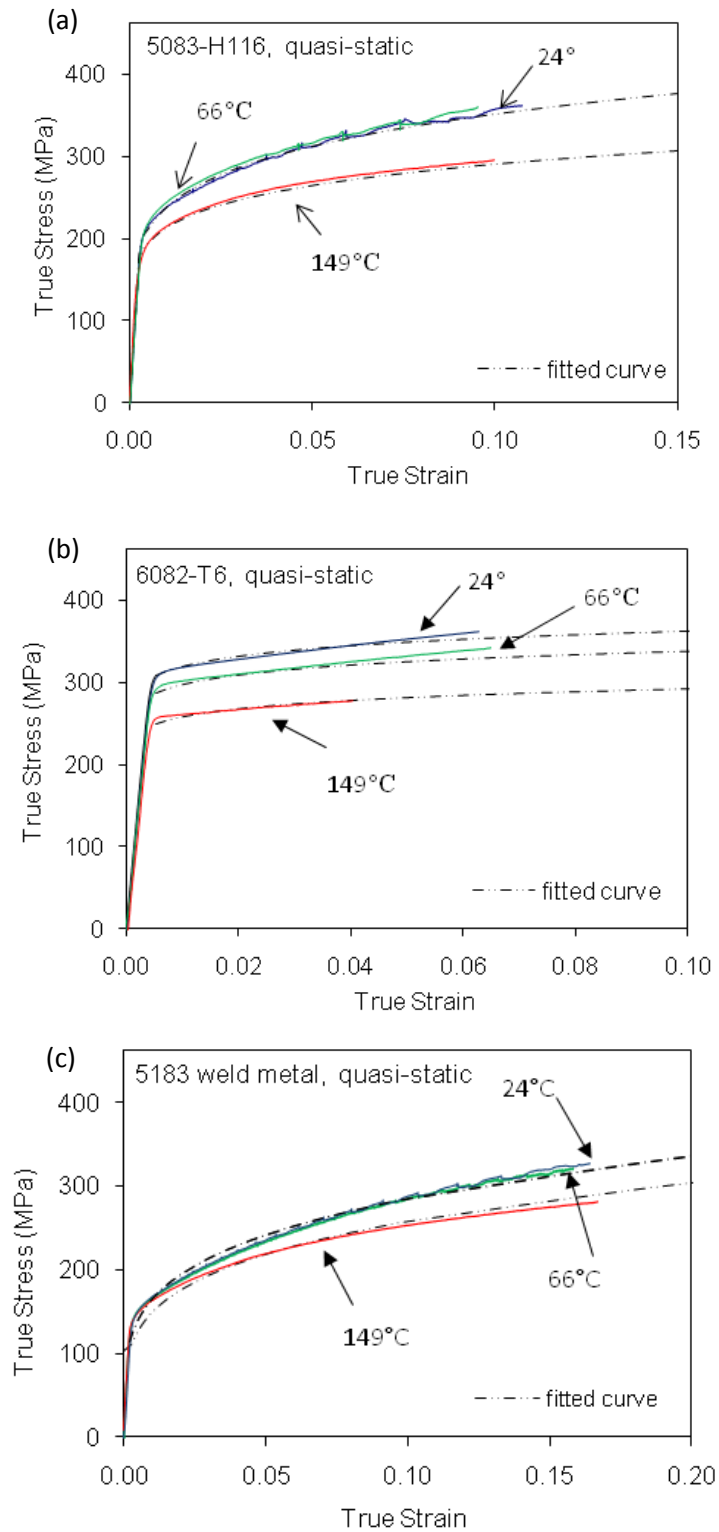 (a)
5083-H116, quasi-static
24°
66°C
149°C
fitted curve
True Stress (MPa)
400
300
200
100
0
0.00 0.05 0.10 0.15
True Strain
(b)
6082-T6, quasi-static
24°
66°C
149°C
fitted curve
True Stress (MPa)
400
300
200
100
0
0.00 0.02 0.04 0.06 0.08 0.10
True Strain
(c)
5183 weld metal, quasi-static
24°C
66°C
149°C
fitted curve
True Stress (MPa)
400
300
200
100
0
0.00 0.05 0.10 0.15 0.20
True Strain